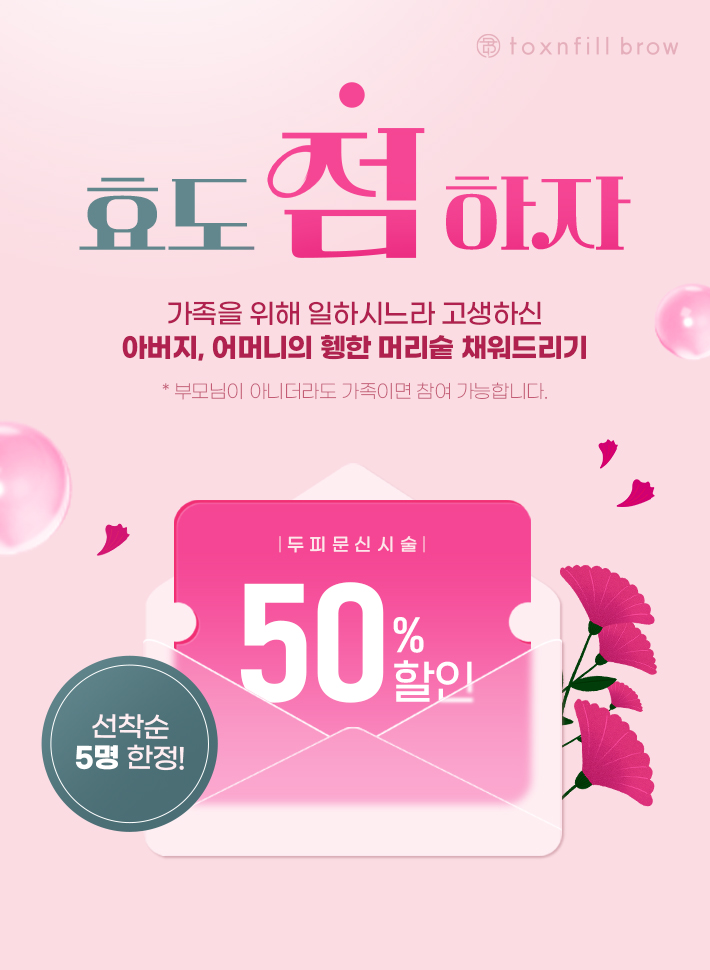 toxnfill brow
효도 점 하자
가족을 위해 일하시느라 고생하신
아버지, 어머니의 휑한 머리숱 채워드리기
* 부모님이 아니더라도 가족이면 참여 가능합니다.
|두피문신시술|
50% 할인
선착순
5명 한정!